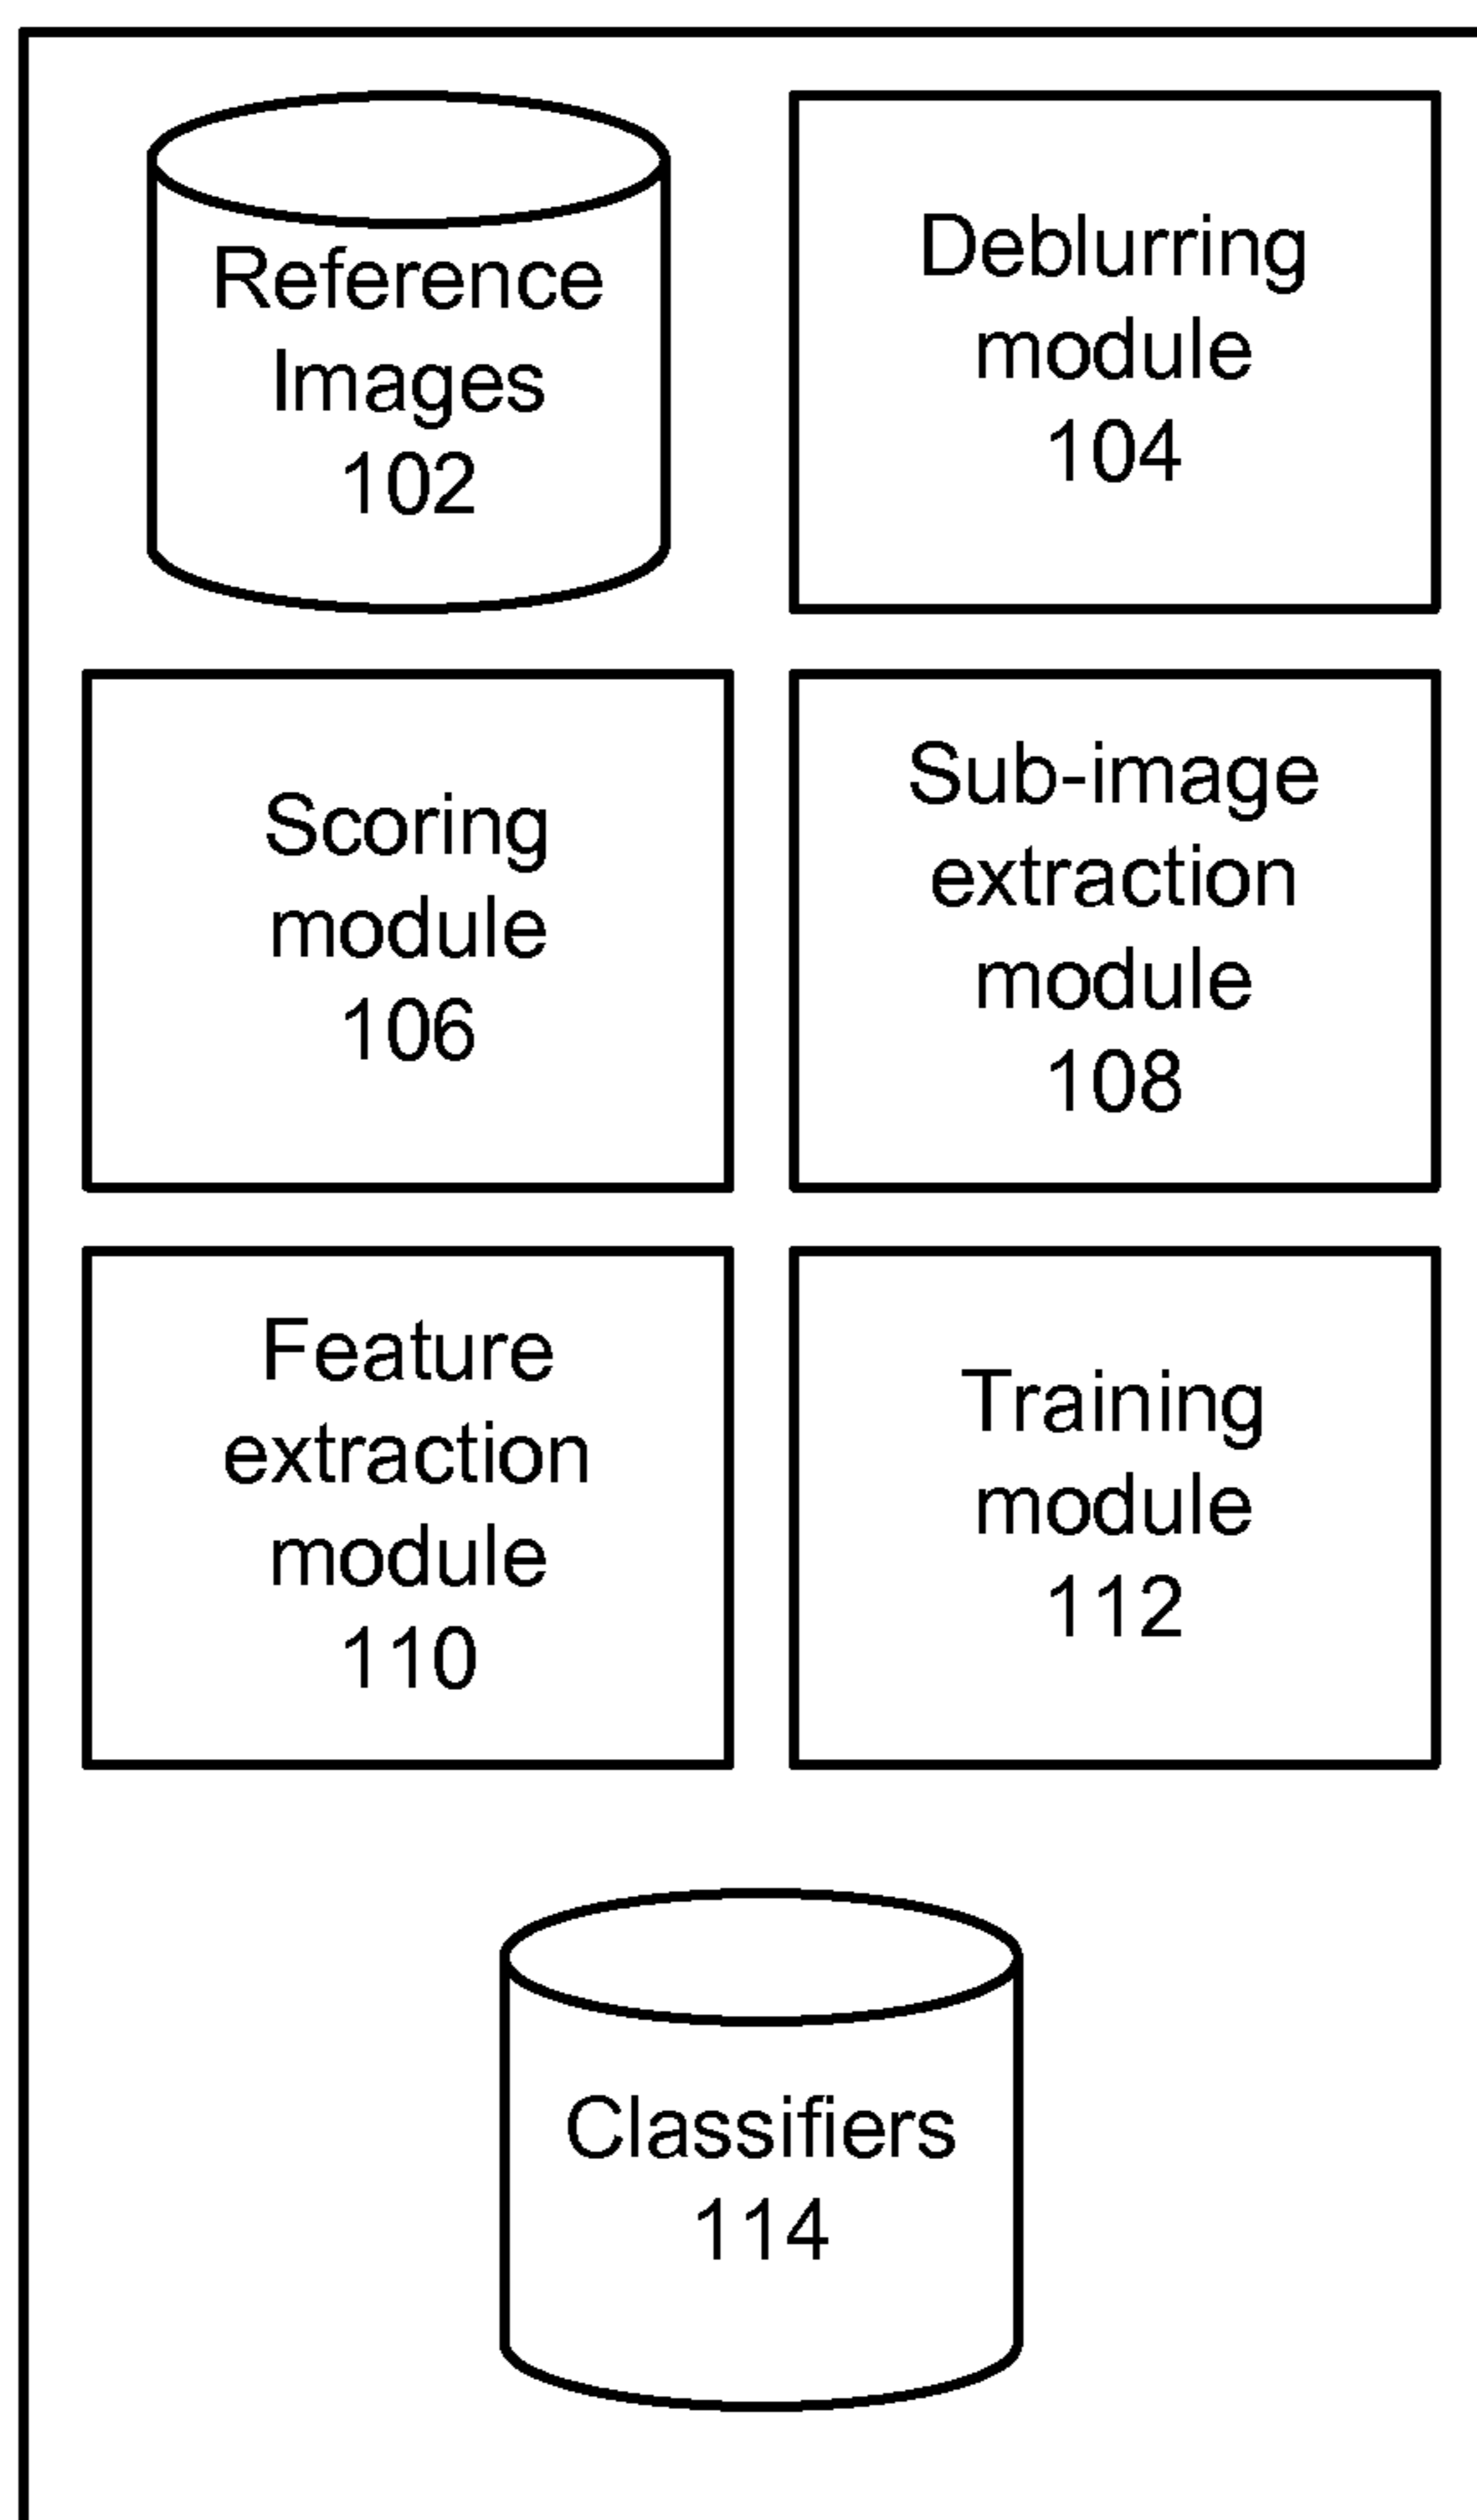 Reference
Images
102
Deblurring
module
104
Scoring
module
106
Sub-image
extraction
module
108
Feature
extraction
module
110
Training
module
112
Classifiers
114